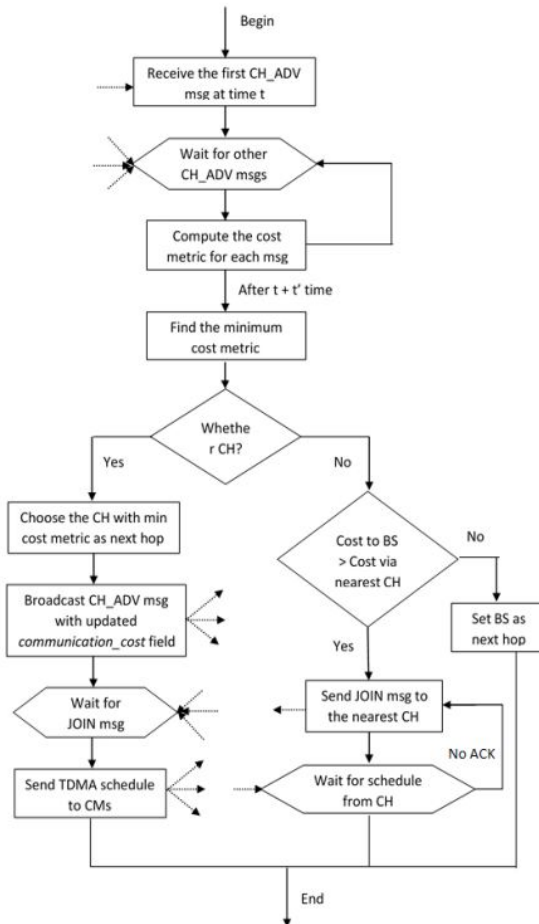 Begin
Receive the first CH_ADV
msg at time t
Wait for other
CH_ADV msgs
Compute the cost
metric for each msg
After t + t' time
Find the minimum
cost metric
Whethe
r CH?
Yes
No
Choose the CH with min
cost metric as next hop
Broadcast CH_ADV msg
with updated
communication_cost field
Wait for
JOIN msg
Send TDMA schedule
to CMs
Cost to BS
> Cost via
nearest CH
No
Set BS as
next hop
Yes
Send JOIN msg to
the nearest CH
No ACK
Wait for schedule
from CH
End